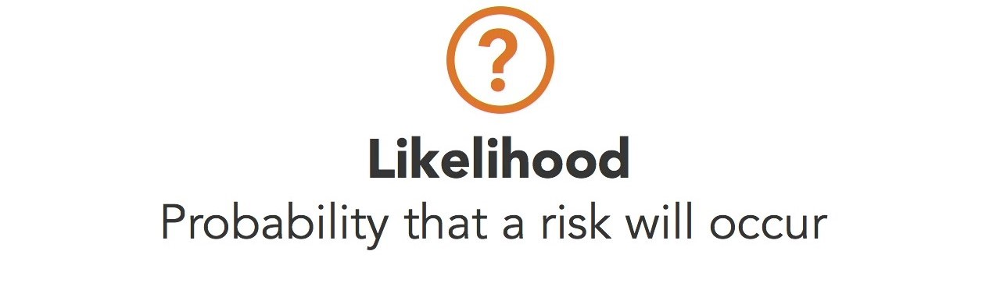 ?
Likelihood
Probability that a risk will occur